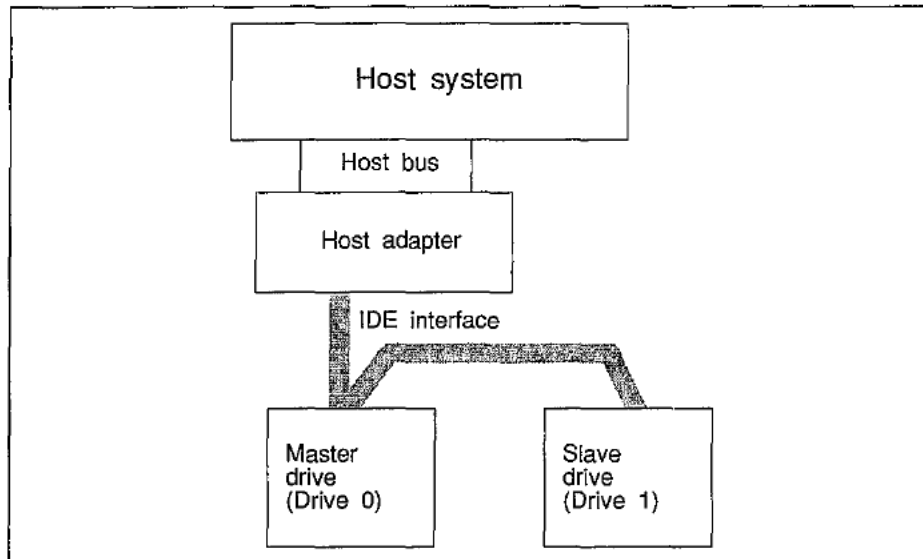 Host system
Host bus
Host adapter
IDE interface
Master
drive
(Drive 0)
Slave
drive
(Drive 1)